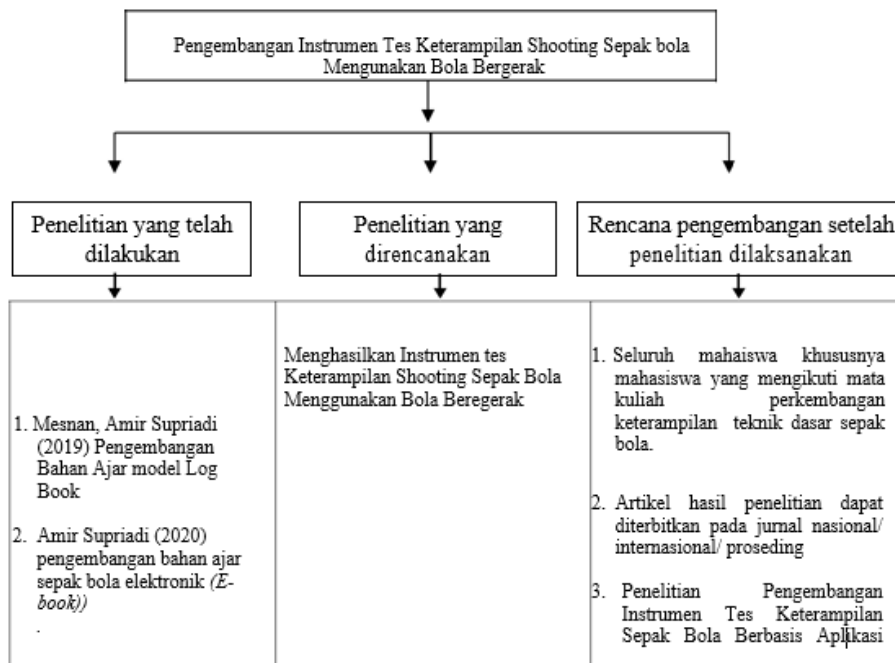 Pengembangan Instrumen Tes Keterampilan Shooting Sepak bola
Mengunakan Bola Bergerak
Penelitian yang telah
dilakukan
Penelitian yang
direncanakan
Rencana pengembangan setelah
penelitian dilaksanakan
1. Mesnan, Amir Supriadi
(2019) Pengembangan
Bahan Ajar model Log
Book
2. Amir Supriadi (2020)
pengembangan bahan ajar
sepak bola elektronik (E-
book))
.
Menghasilkan Instrumen tes
Keterampilan Shooting Sepak Bola
Menggunakan Bola Beregerak
1. Seluruh mahaiswa khususnya
mahasiswa yang mengikuti mata
kuliah perkembangan
keterampilan teknik dasar sepak
bola.
2. Artikel hasil penelitian dapat
diterbitkan pada jurnal nasional/
internasional/ proseding
3. Penelitian Pengembangan
Instrumen Tes Keterampilan
Sepak Bola Berbasis Aplikasi